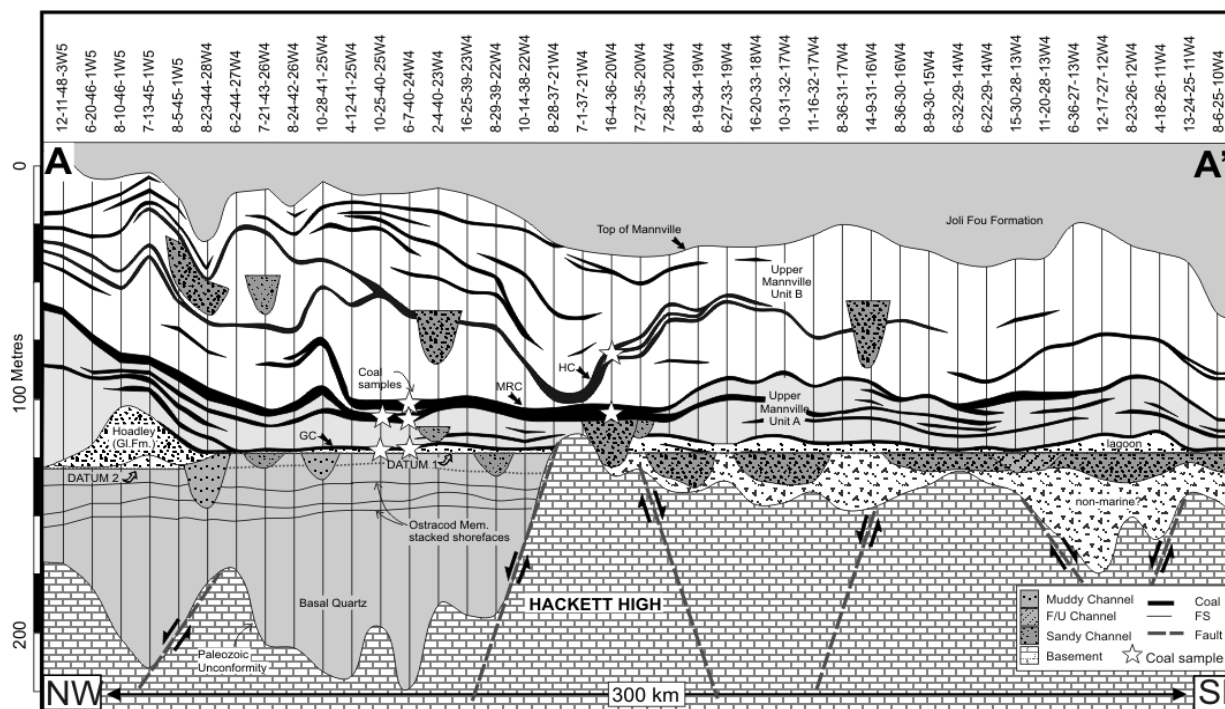 12-11-48-3W5
6-20-46-1W5
8-10-46-1W5
7-13-45-1W5
8-5-45-1W5
8-23-44-28W4
6-2-44-27W4
7-21-43-26W4
8-24-42-26W4
10-28-41-25W4
4-12-41-25W4
10-25-40-25W4
6-7-40-24W4
2-4-40-23W4
16-25-39-23W4
8-29-39-22W4
10-14-38-22W4
8-28-37-21W4
7-1-37-21W4
16-4-36-20W4
7-27-35-20W4
7-28-34-20W4
8-19-34-19W4
6-27-33-19W4
16-20-33-18W4
10-31-32-17W4
11-16-32-17W4
8-36-31-17W4
14-9-31-16W4
8-36-30-16W4
8-9-30-15W4
6-32-29-14W4
6-22-29-14W4
15-30-28-13W4
11-20-28-13W4
6-36-27-13W4
12-17-27-12W4
8-23-26-12W4
4-18-26-11W4
13-24-25-11W4
8-6-25-10W4
A
A'
0
100 Metres
200
Joli Fou Formation
Top of Mannville
Upper
Mannville
Unit B
HC
Coal
samples
MRC
Upper
Mannville
Unit A
Hoadley
(Gl.Fm.)
GC
DATUM 1
DATUM 2
lagoon
non-marine?
Ostracod Mem.
stacked shorefaces
Basal Quartz
HACKETT HIGH
Paleozoic
Unconformity
Muddy Channel
F/U Channel
Sandy Channel
Basement
Coal
FS
Fault
Coal sample
NW
300 km